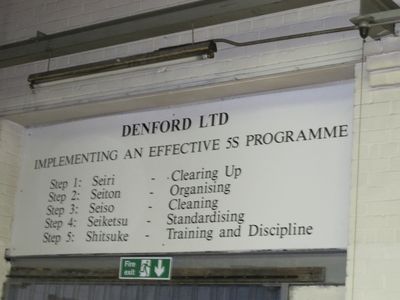 DENFORD LTD
IMPLEMENTING AN EFFECTIVE 5S PROGRAMME
Step 1: Seiri - Clearing Up
Step 2: Seiton - Organising
Step 3: Seiso - Cleaning
Step 4: Seiketsu - Standardising
Step 5: Shitsuke - Training and Discipline
Fire exit